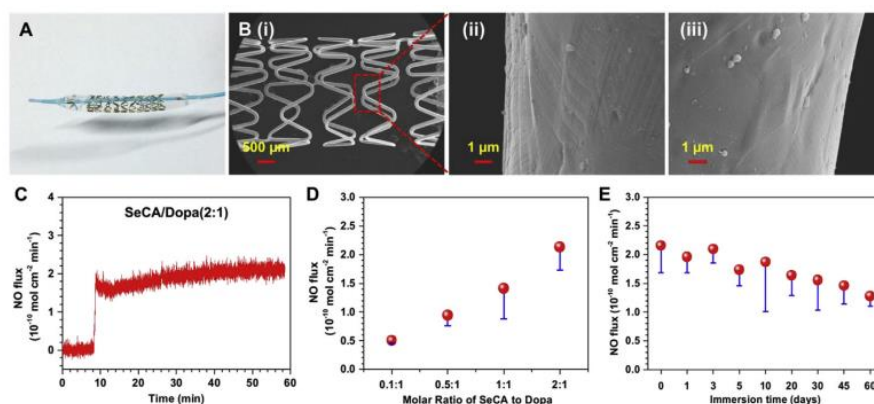 A
B (i)
500 μm
(ii)
1 μm
(iii)
1 μm
C
SeCA/Dopa(2:1)
NO flux
(10⁻¹⁰ mol cm⁻² min⁻¹)
4
3
2
1
0
0 10 20 30 40 50 60
Time (min)
D
NO flux
(10⁻¹⁰ mol cm⁻² min⁻¹)
3.0
2.5
2.0
1.5
1.0
0.5
0.0
0.1:1 0.5:1 1:1 2:1
Molar Ratio of SeCA to Dopa
E
NO flux (10⁻¹⁰ mol cm⁻² min⁻¹)
3.0
2.5
2.0
1.5
1.0
0.5
0.0
0 1 3 5 10 20 30 45 60
Immersion time (days)